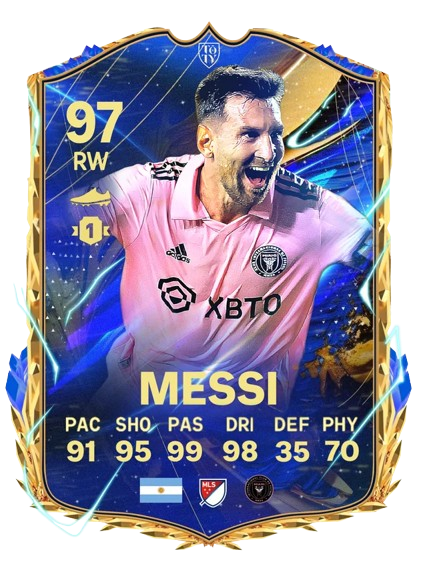 TOTY
97
RW
1
adidas
XBTO
MESSI
PAC SHO PAS DRI DEF PHY
91 95 99 98 35 70
MLS